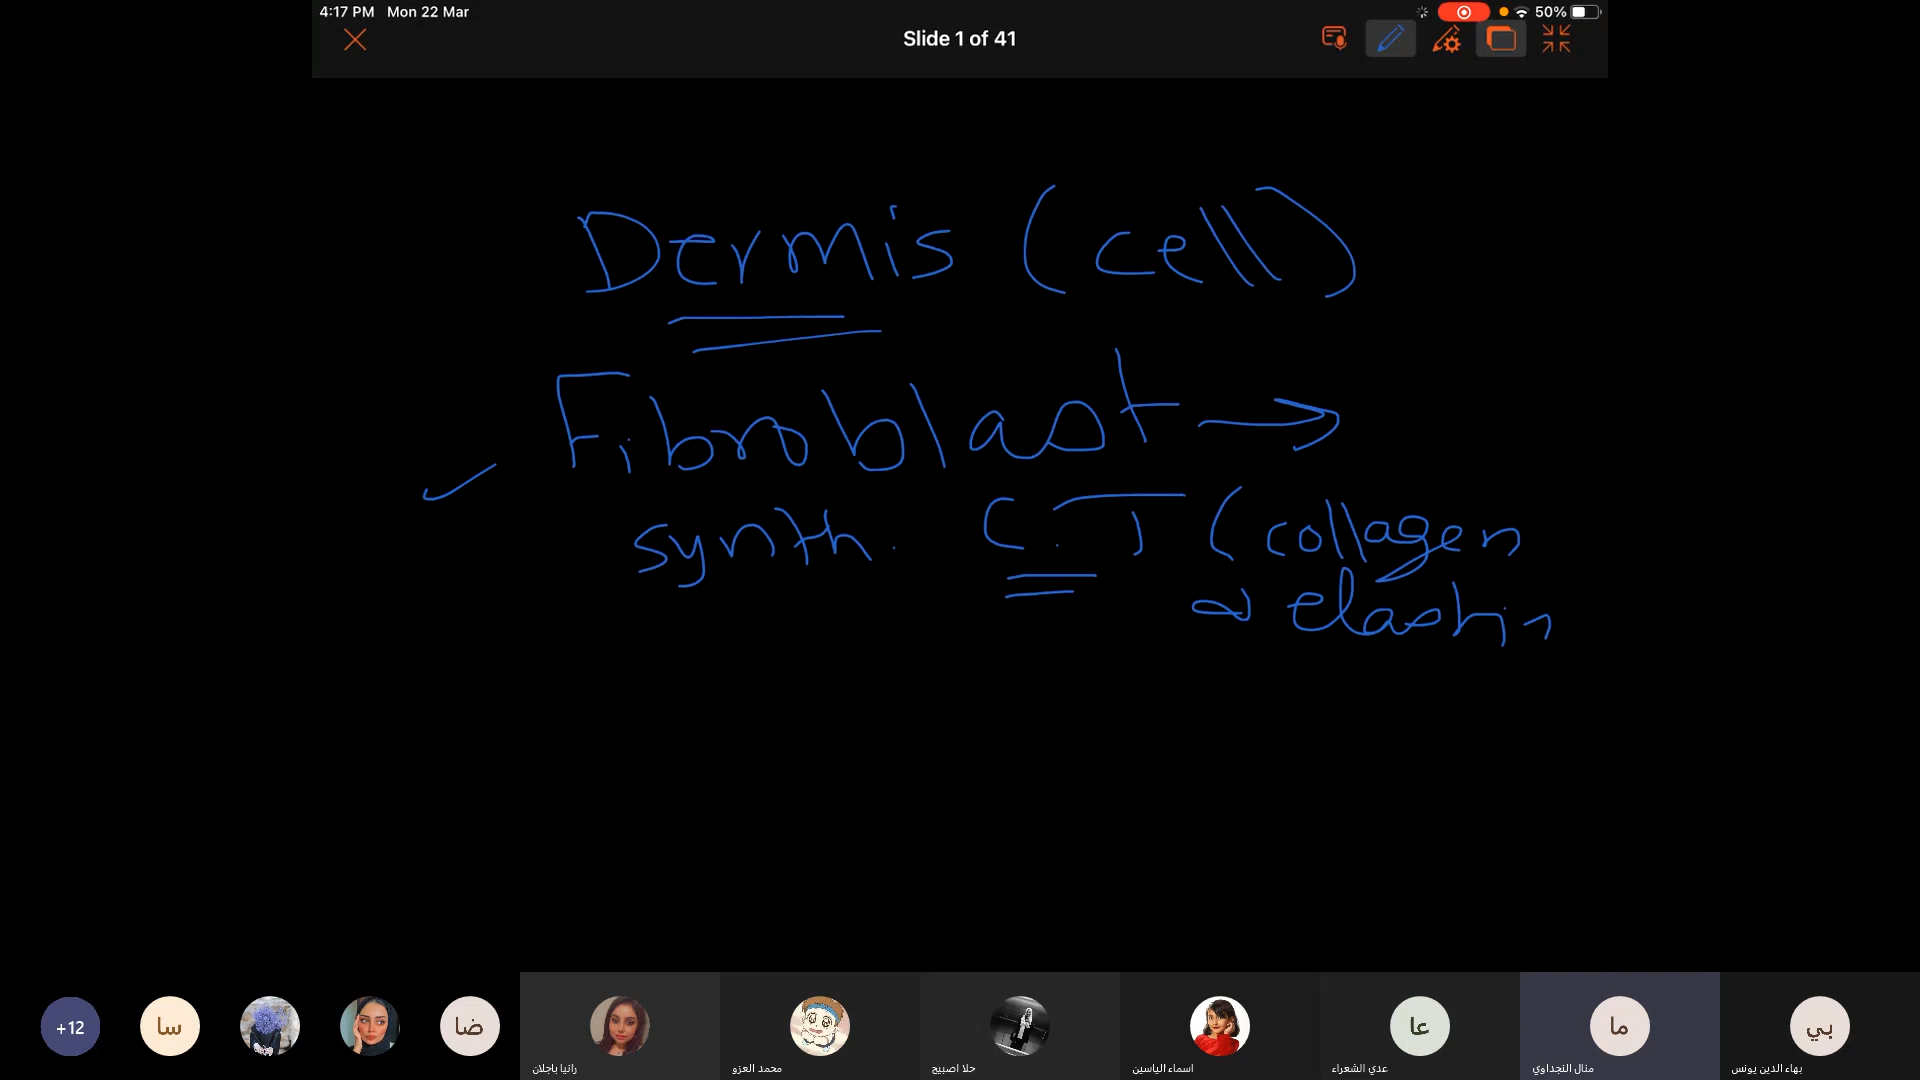 4:17 PM Mon 22 Mar
50%
Slide 1 of 41
Dermis (cell)
Fibroblast →
synth. C.T (collagen
elastin
+12
سا
ضا
عا
ما
بي
رانيا باجلان
محمد العزو
حلا اصبيح
اسماء الياسين
عدي الشعراء
منال النجداوي
بهاء الدين يونس